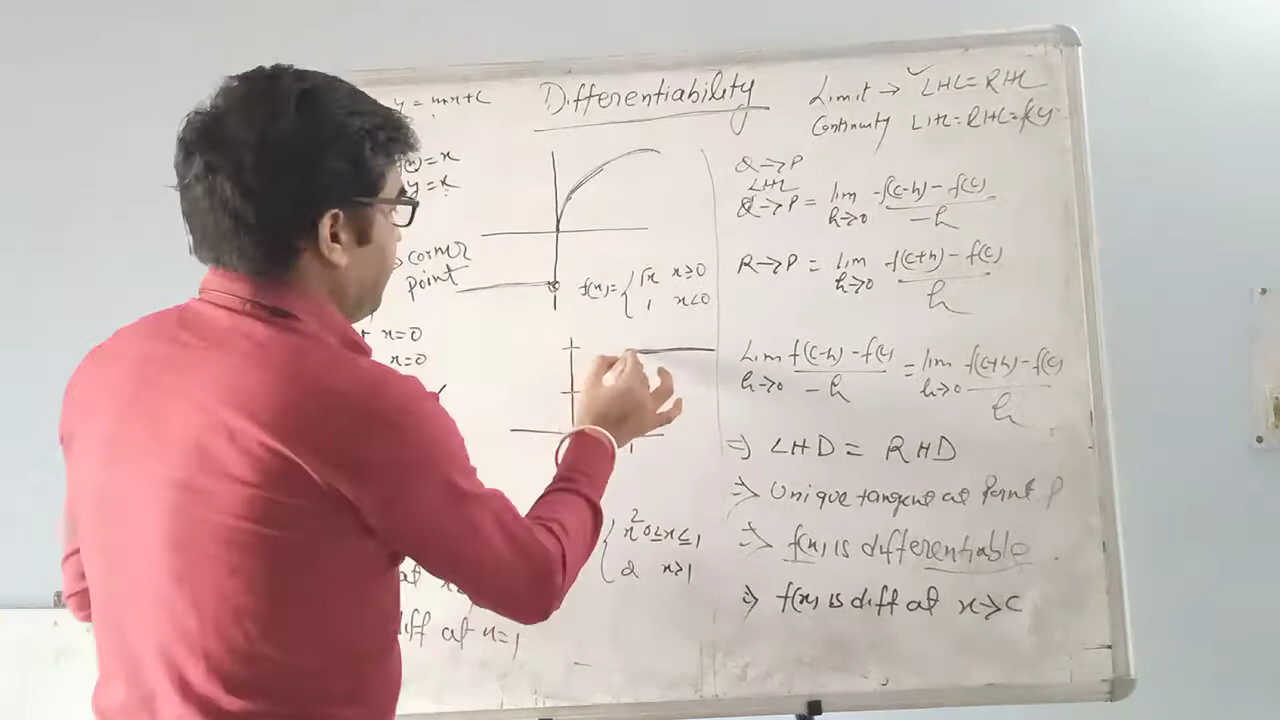 Differentiability
y = mx+c
Limit → LHL = RHL
Continuity LHL = RHL = f(c)
= x
y = x
→ corner
point
x=0
x=0
f(x) = { √x x≥0
1 x<0
{ x² 0≤x≤1
2 x>1
at
diff at x=1
Q → P
LHL
Q → P = lim h→0 f(c-h) - f(c) / -h
R → P = lim h→0 f(c+h) - f(c) / h
Lim h→0 f(c-h) - f(c) / -h = lim h→0 f(c+h) - f(c) / h
⇒ LHD = RHD
⇒ Unique tangent at Point P
⇒ f(x) is differentiable
⇒ f(x) is diff at x→c